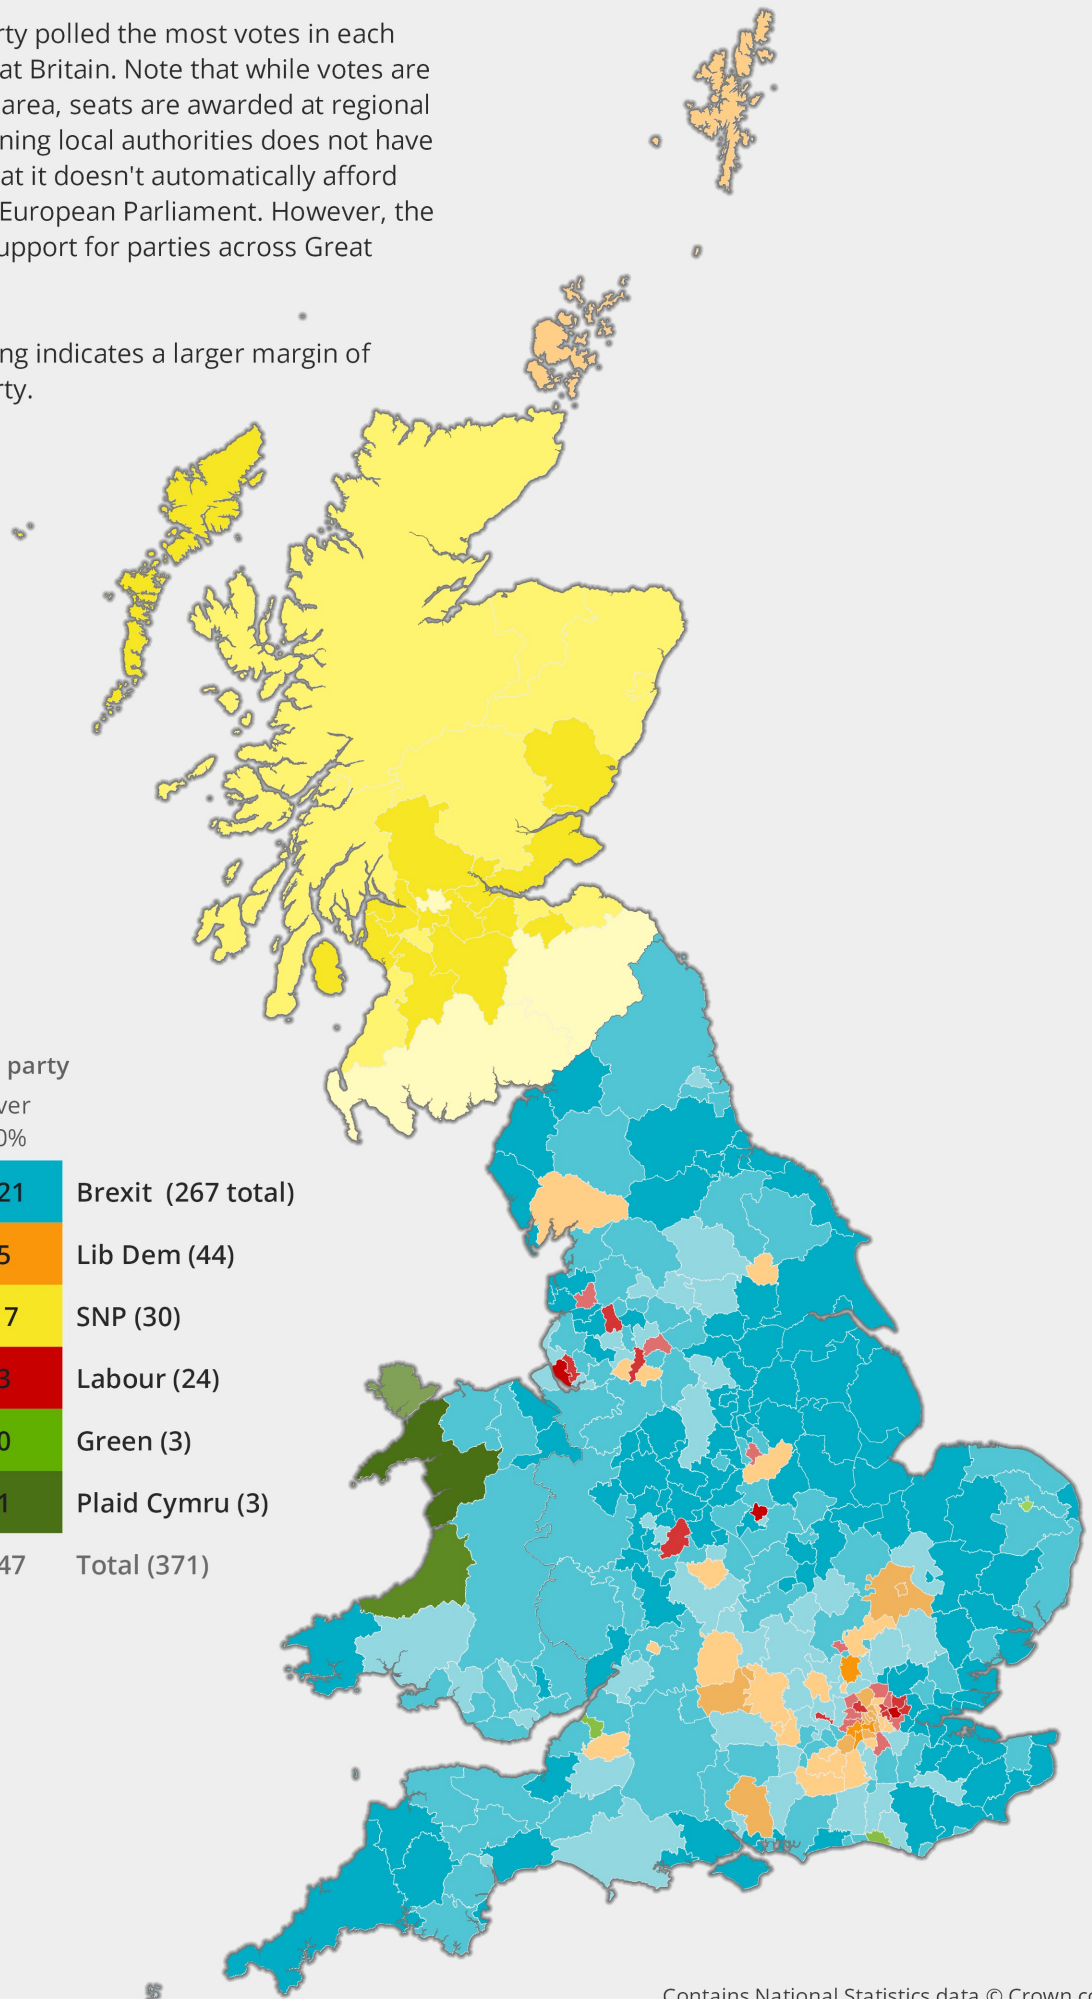 rty polled the most votes in each
at Britain. Note that while votes are
area, seats are awarded at regional
ning local authorities does not have
at it doesn't automatically afford
European Parliament. However, the
upport for parties across Great
ng indicates a larger margin of
rty.
party
ver
0%
21 Brexit (267 total)
5 Lib Dem (44)
7 SNP (30)
3 Labour (24)
0 Green (3)
1 Plaid Cymru (3)
47 Total (371)
Contains National Statistics data © Crown co